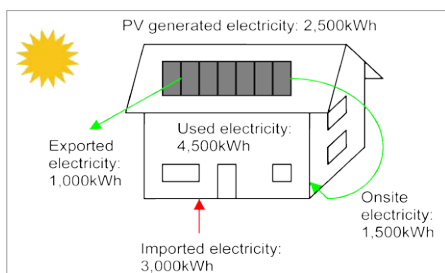 PV generated electricity: 2,500kWh
Used electricity:
4,500kWh
Exported
electricity:
1,000kWh
Onsite
electricity:
1,500kWh
Imported electricity:
3,000kWh